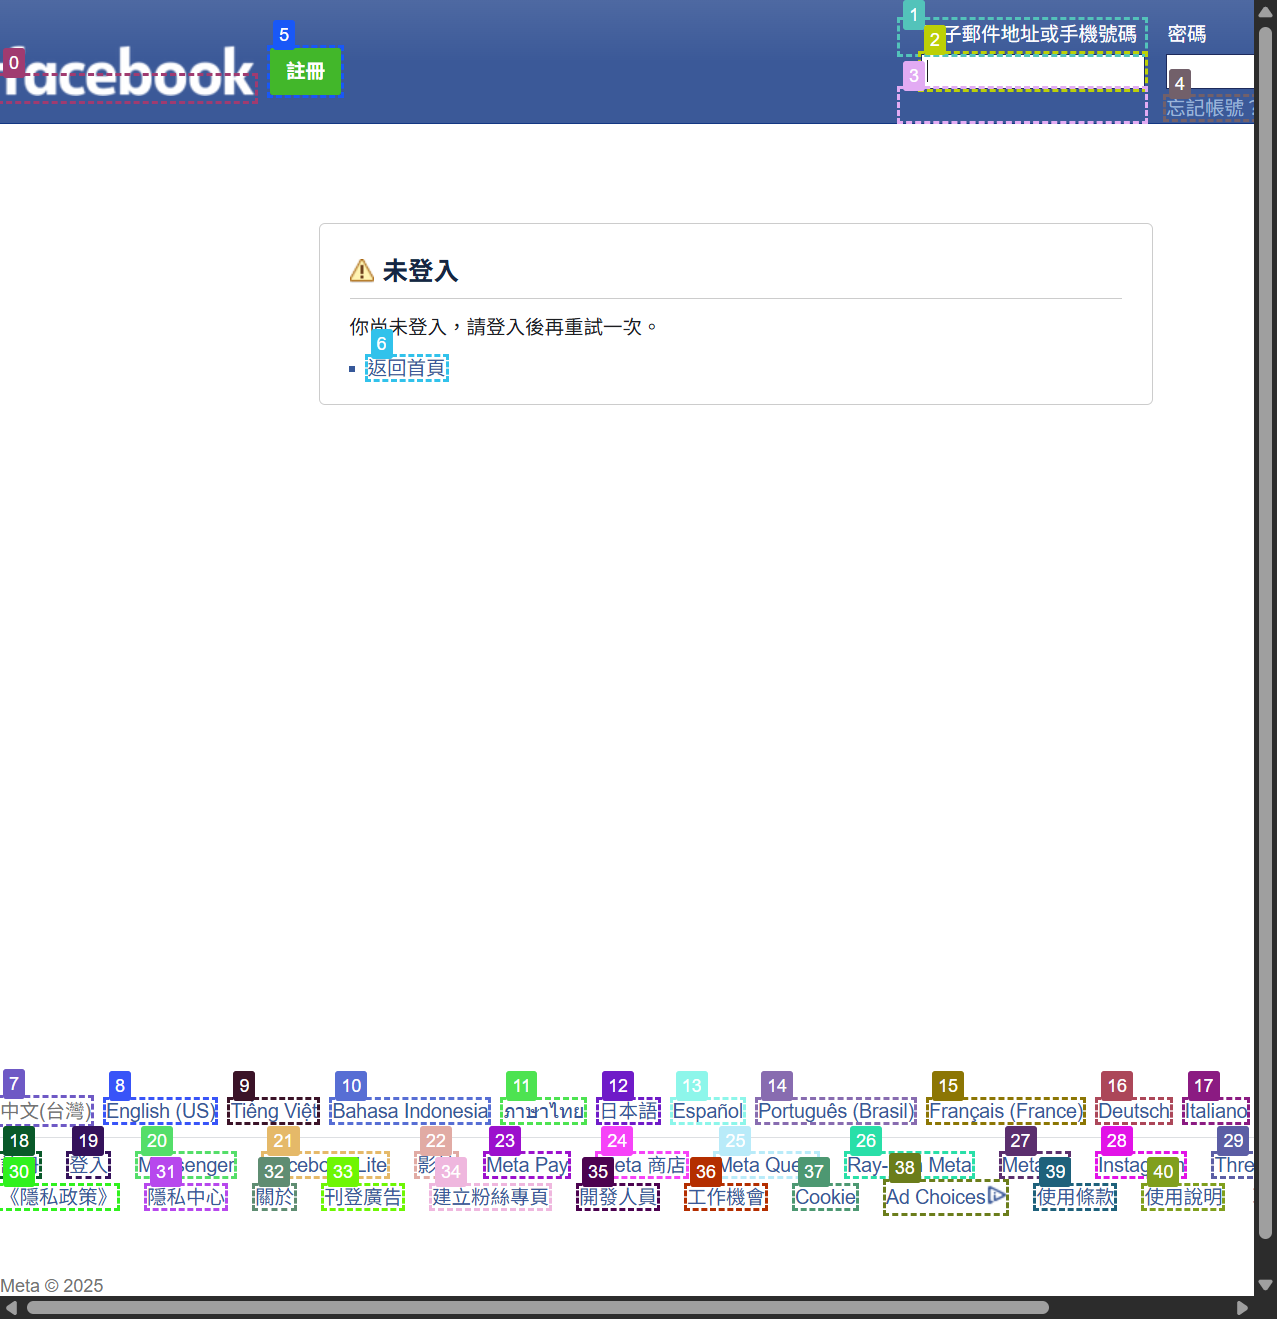 facebook
註冊
子郵件地址或手機號碼
密碼
忘記帳號？
未登入
你尚未登入，請登入後再重試一次。
返回首頁
中文(台灣) English (US) Tiếng Việt Bahasa Indonesia ภาษาไทย 日本語 Español Português (Brasil) Français (France) Deutsch Italiano
登入 Lite 影 Meta Pay 商店 Meta Ray- Meta
《隱私政策》 隱私中心 關於 刊登廣告 建立粉絲專頁 開發人員 工作機會 Cookie Ad Choices 使用條款 使用說明
Meta © 2025
0
1
2
3
4
5
6
7 8 9 10 11 12 13 14 15 16 17
18 19 20 21 22 23 24 25 26 27 28 29
30 31 32 33 34 35 36 37 38 39 40